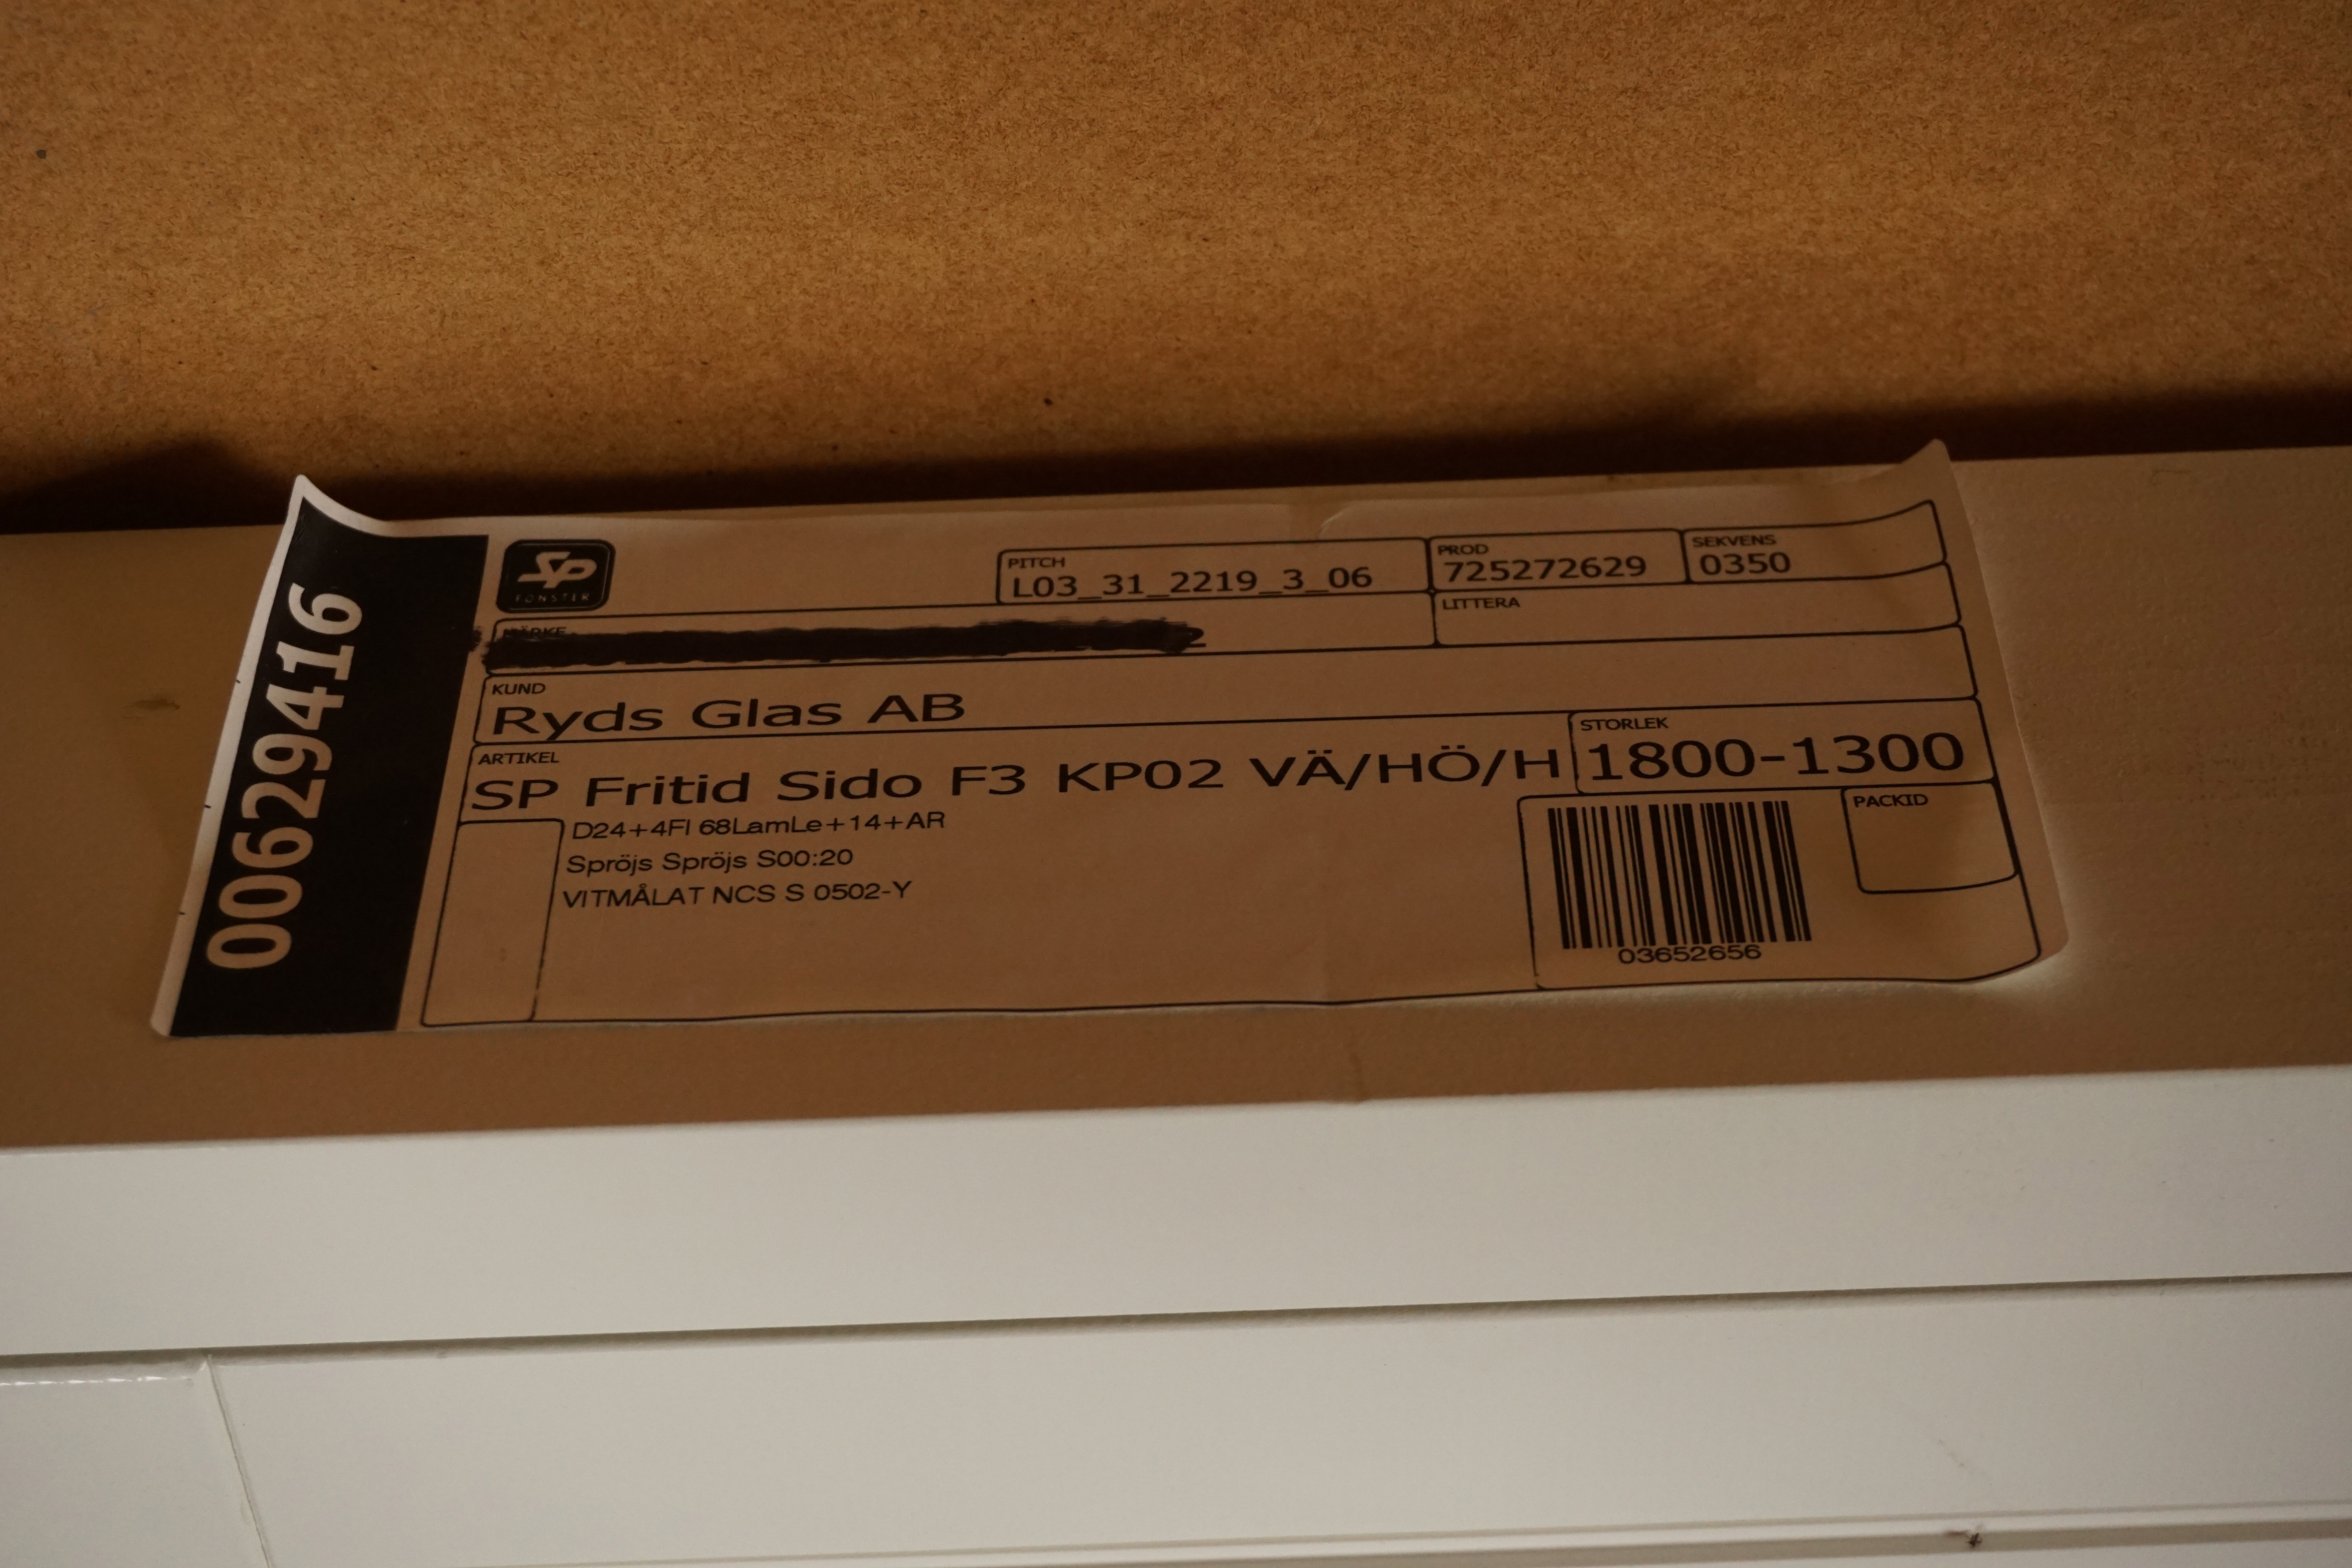 00629416
SP
FÖNSTER
PITCH
L03_31_2219_3_06
PROD
725272629
SEKVENS
0350
MÄRKE
LITTERA
KUND
Ryds Glas AB
ARTIKEL
SP Fritid Sido F3 KP02 VÄ/HÖ/H
STORLEK
1800-1300
D24+4Fl 68LamLe+14+AR
Spröjs Spröjs S00:20
VITMÅLAT NCS S 0502-Y
PACKID
03652656